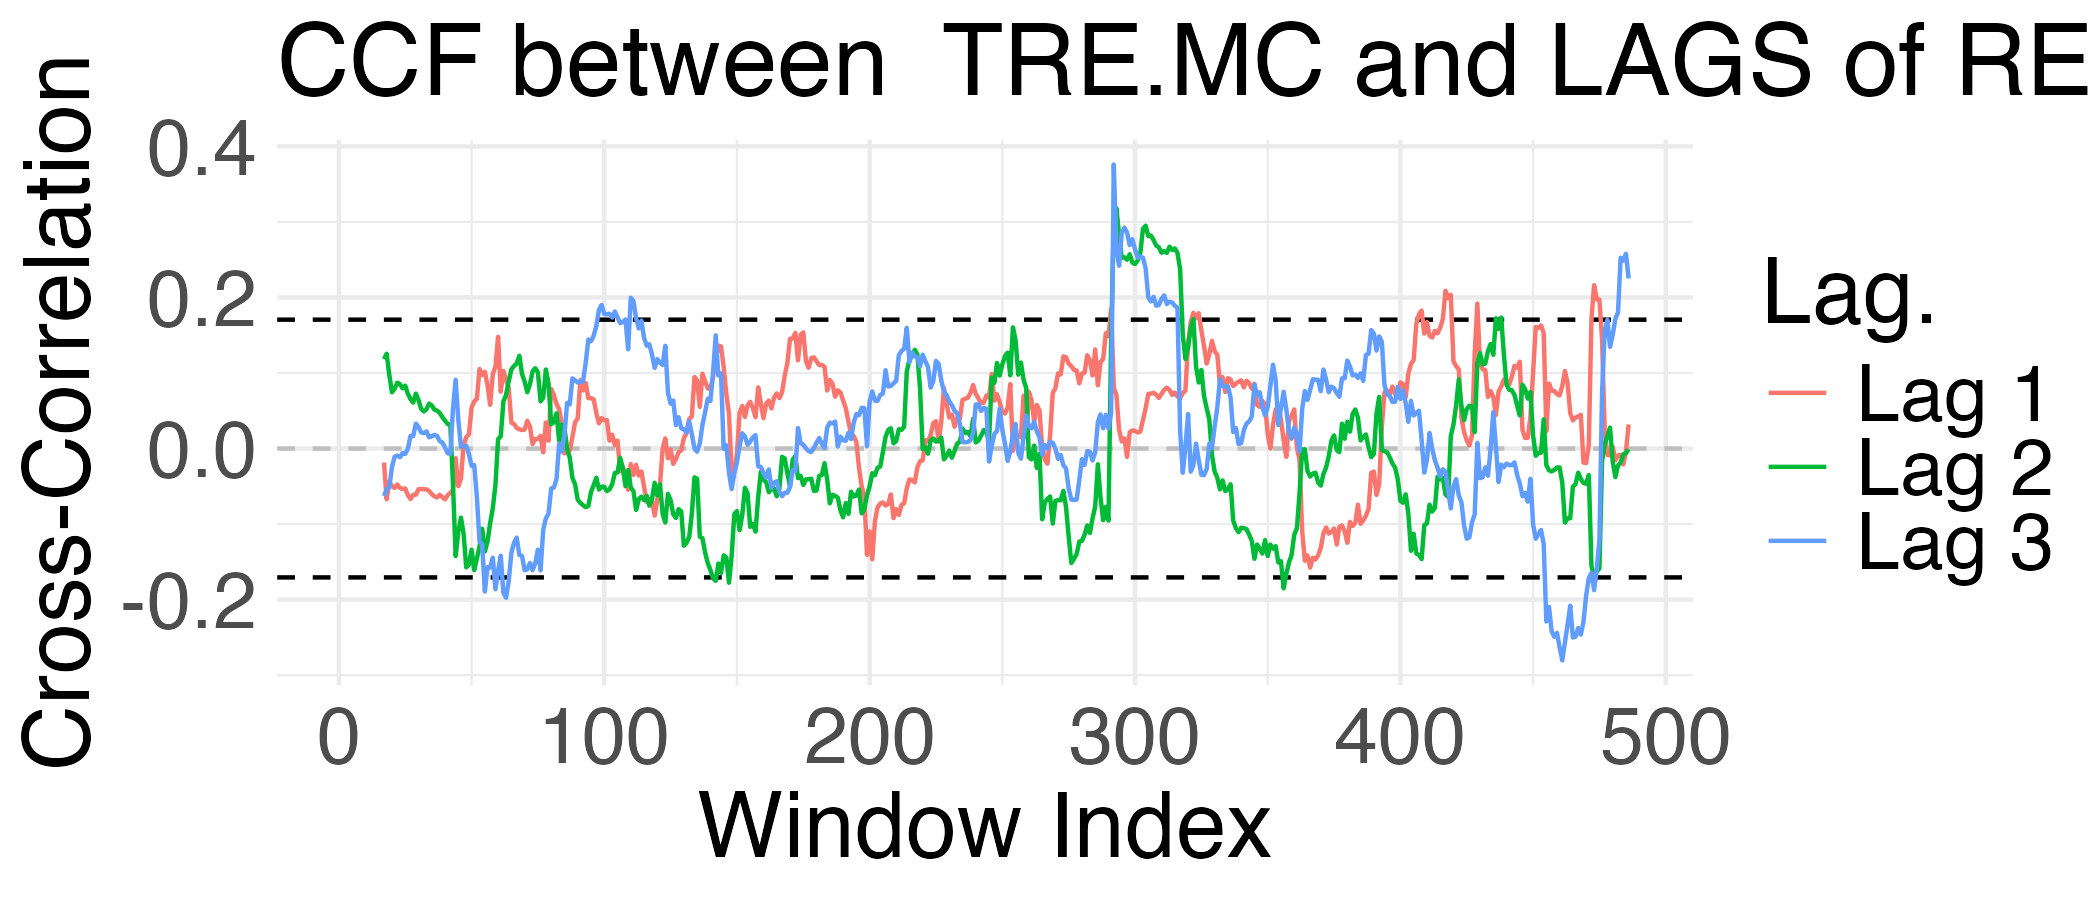 CCF between  TRE.MC and LAGS of RE
Cross-Correlation
0.4
0.2
0.0
-0.2
0 100 200 300 400 500
Window Index
Lag.
Lag 1
Lag 2
Lag 3